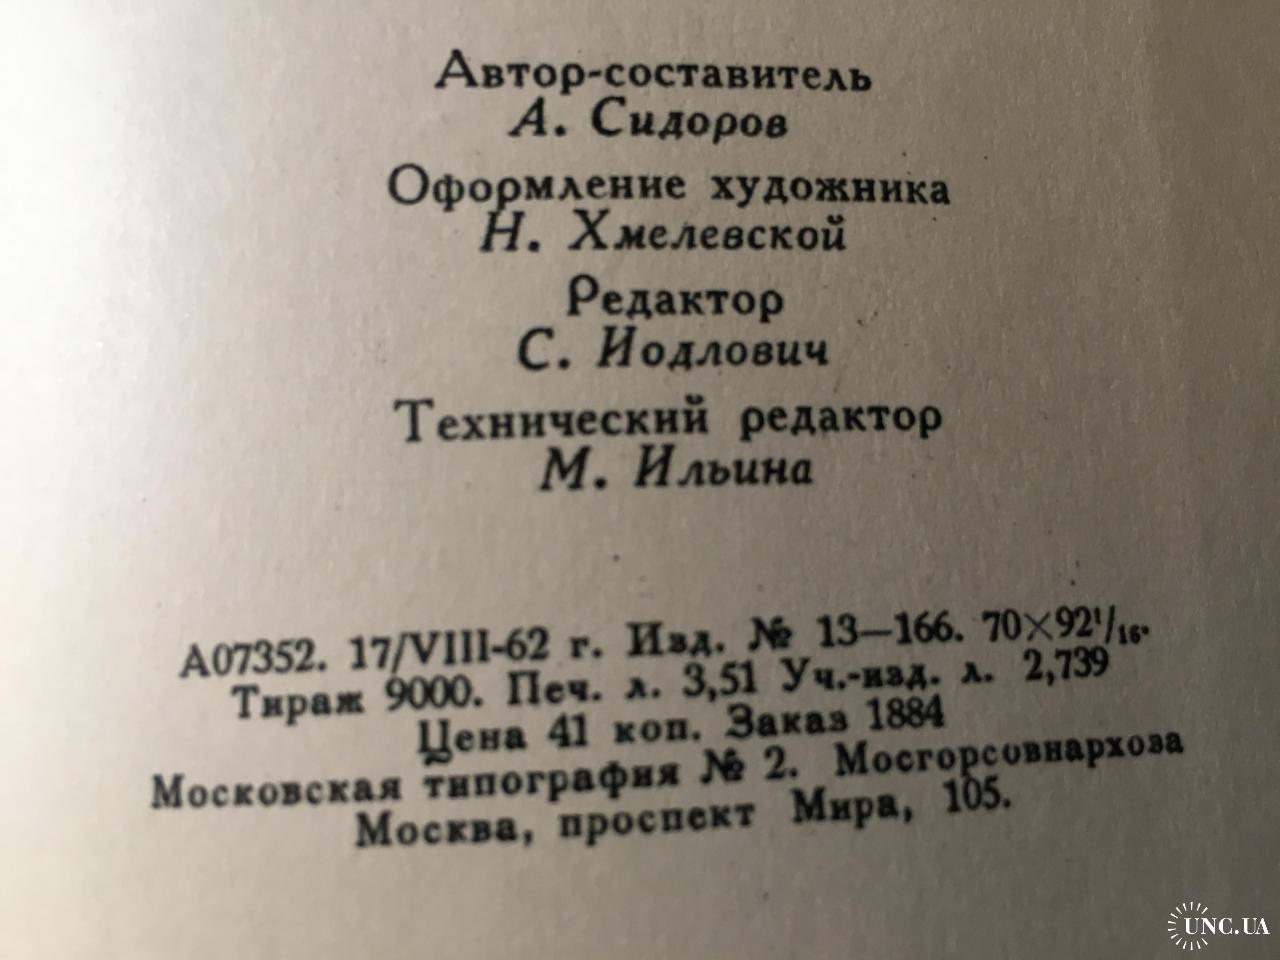 Автор-составитель
А. Сидоров
Оформление художника
Н. Хмелевской
Редактор
С. Иодлович
Технический редактор
М. Ильина
А07352. 17/VIII-62 г. Изд. № 13—166. 70×92¹/₁₆.
Тираж 9000. Печ. л. 3,51 Уч.-изд. л. 2,739
Цена 41 коп. Заказ 1884
Московская типография № 2. Мосгорсовнархоза
Москва, проспект Мира, 105.
UNC.UA